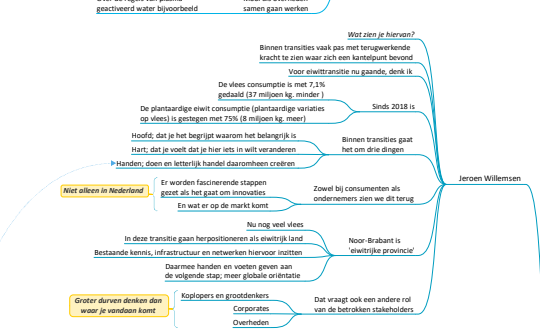 geactiveerd water bijvoorbeeld
samen gaan werken
Wat zien je hiervan?
Binnen transities vaak pas met terugwerkende
kracht te zien waar zich een kantelpunt bevond
Voor eiwittransitie nu gaande, denk ik
De vlees consumptie is met 7,1%
gedaald (37 miljoen kg. minder )
De plantaardige eiwit consumptie (plantaardige variaties
op vlees) is gestegen met 75% (8 miljoen kg. meer)
Sinds 2018 is
Hoofd; dat je het begrijpt waarom het belangrijk is
Hart; dat je voelt dat je hier iets in wilt veranderen
Handen; doen en letterlijk handel daaromheen creëren
Binnen transities gaat
het om drie dingen
Jeroen Willemsen
Niet alleen in Nederland
Er worden fascinerende stappen
gezet als het gaat om innovaties
En wat er op de markt komt
Zowel bij consumenten als
ondernemers zien we dit terug
Nu nog veel vlees
In deze transitie gaan herpositioneren als eiwitrijk land
Bestaande kennis, infrastructuur en netwerken hiervoor inzitten
Daarmee handen en voeten geven aan
de volgende stap; meer globale oriëntatie
Noor-Brabant is
'eiwitrijke provincie'
Groter durven denken dan
waar je vandaan komt
Koplopers en grootdenkers
Corporates
Overheden
Dat vraagt ook een andere rol
van de betrokken stakeholders